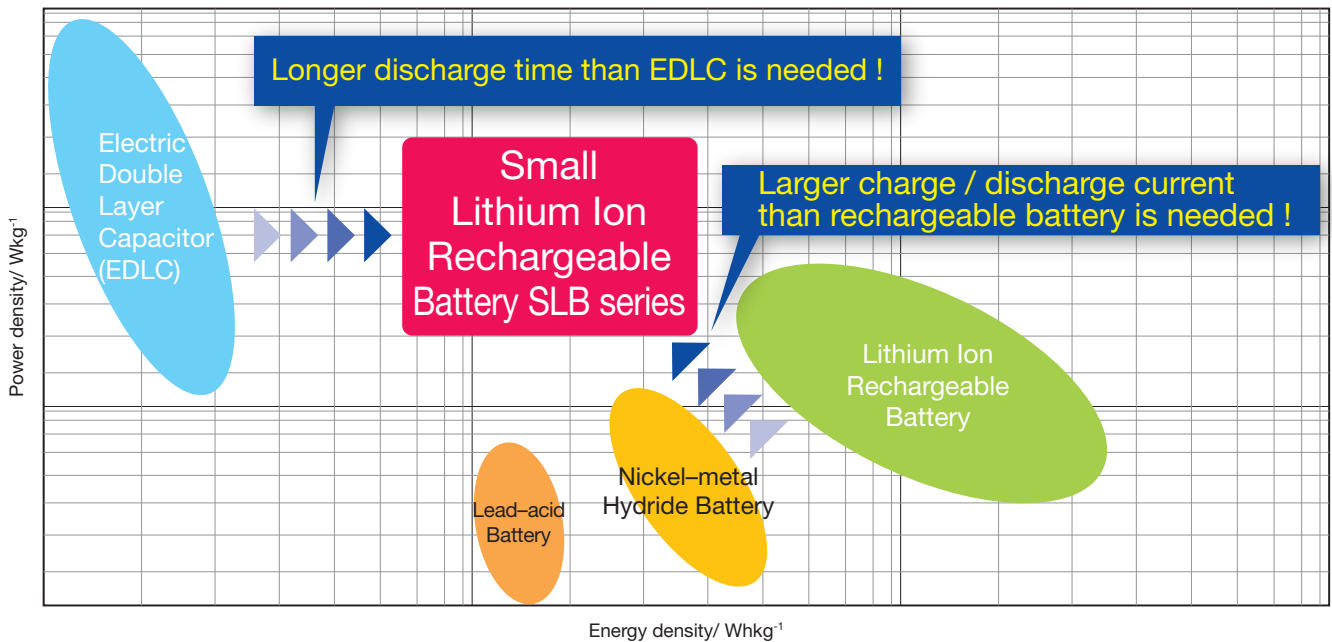 Longer discharge time than EDLC is needed !
Electric
Double
Layer
Capacitor
(EDLC)
Small
Lithium Ion
Rechargeable
Battery SLB series
Larger charge / discharge current
than rechargeable battery is needed !
Lithium Ion
Rechargeable
Battery
Nickel–metal
Hydride Battery
Lead–acid
Battery
Power density/ Wkg⁻¹
Energy density/ Whkg⁻¹